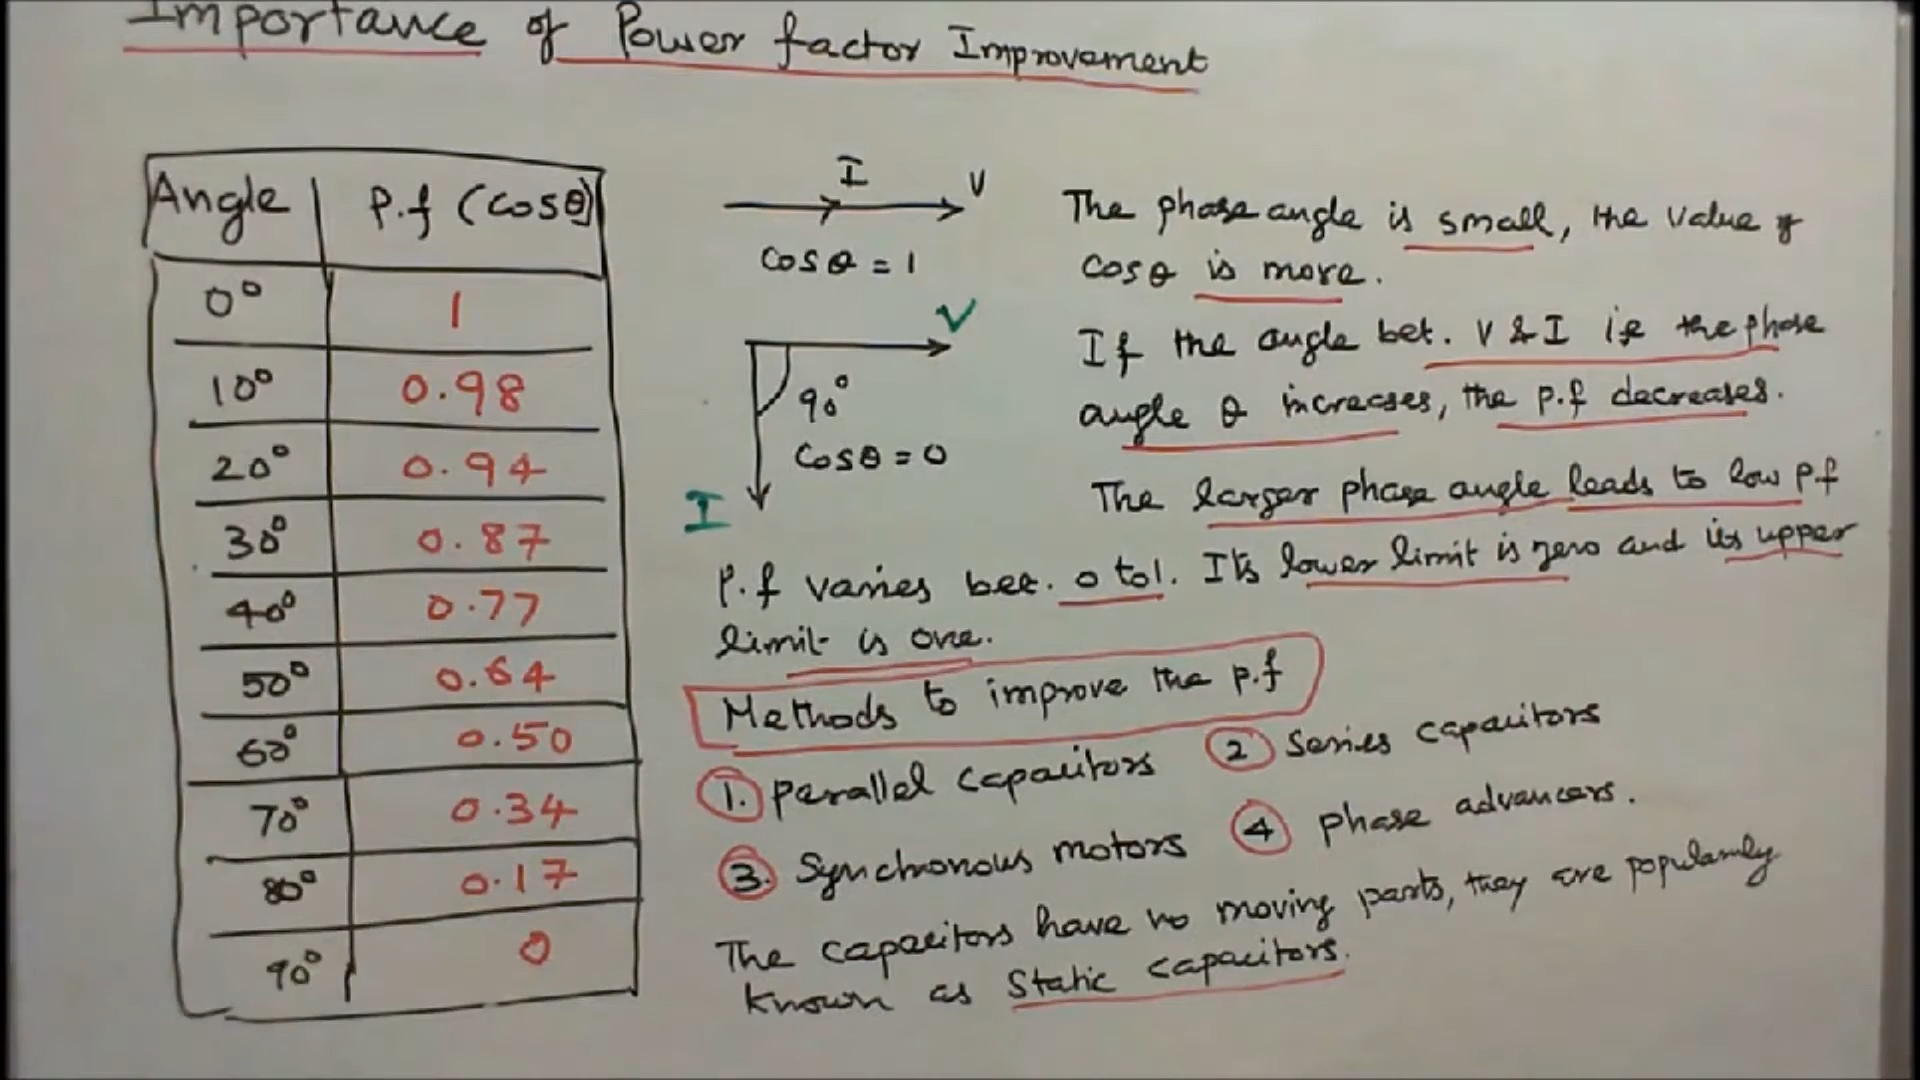 Importance of Power factor Improvement
Angle P.f (cosθ)
0° 1
10° 0.98
20° 0.94
30° 0.87
40° 0.77
50° 0.64
60° 0.50
70° 0.34
80° 0.17
90° 0
I V
cosθ = 1
V
90°
cosθ = 0
I
The phase angle is small, the value of
cosθ is more.
If the angle bet. V & I ie the phase
angle θ increases, the p.f decreases.
The larger phase angle leads to low p.f
P.f varies bet. 0 to 1. It's lower limit is zero and its upper
limit is one.
Methods to improve the p.f
1. parallel capacitors 2 Series capacitors
3. Synchronous motors 4 phase advancers.
The capacitors have no moving parts, they are popularly
known as Static capacitors.